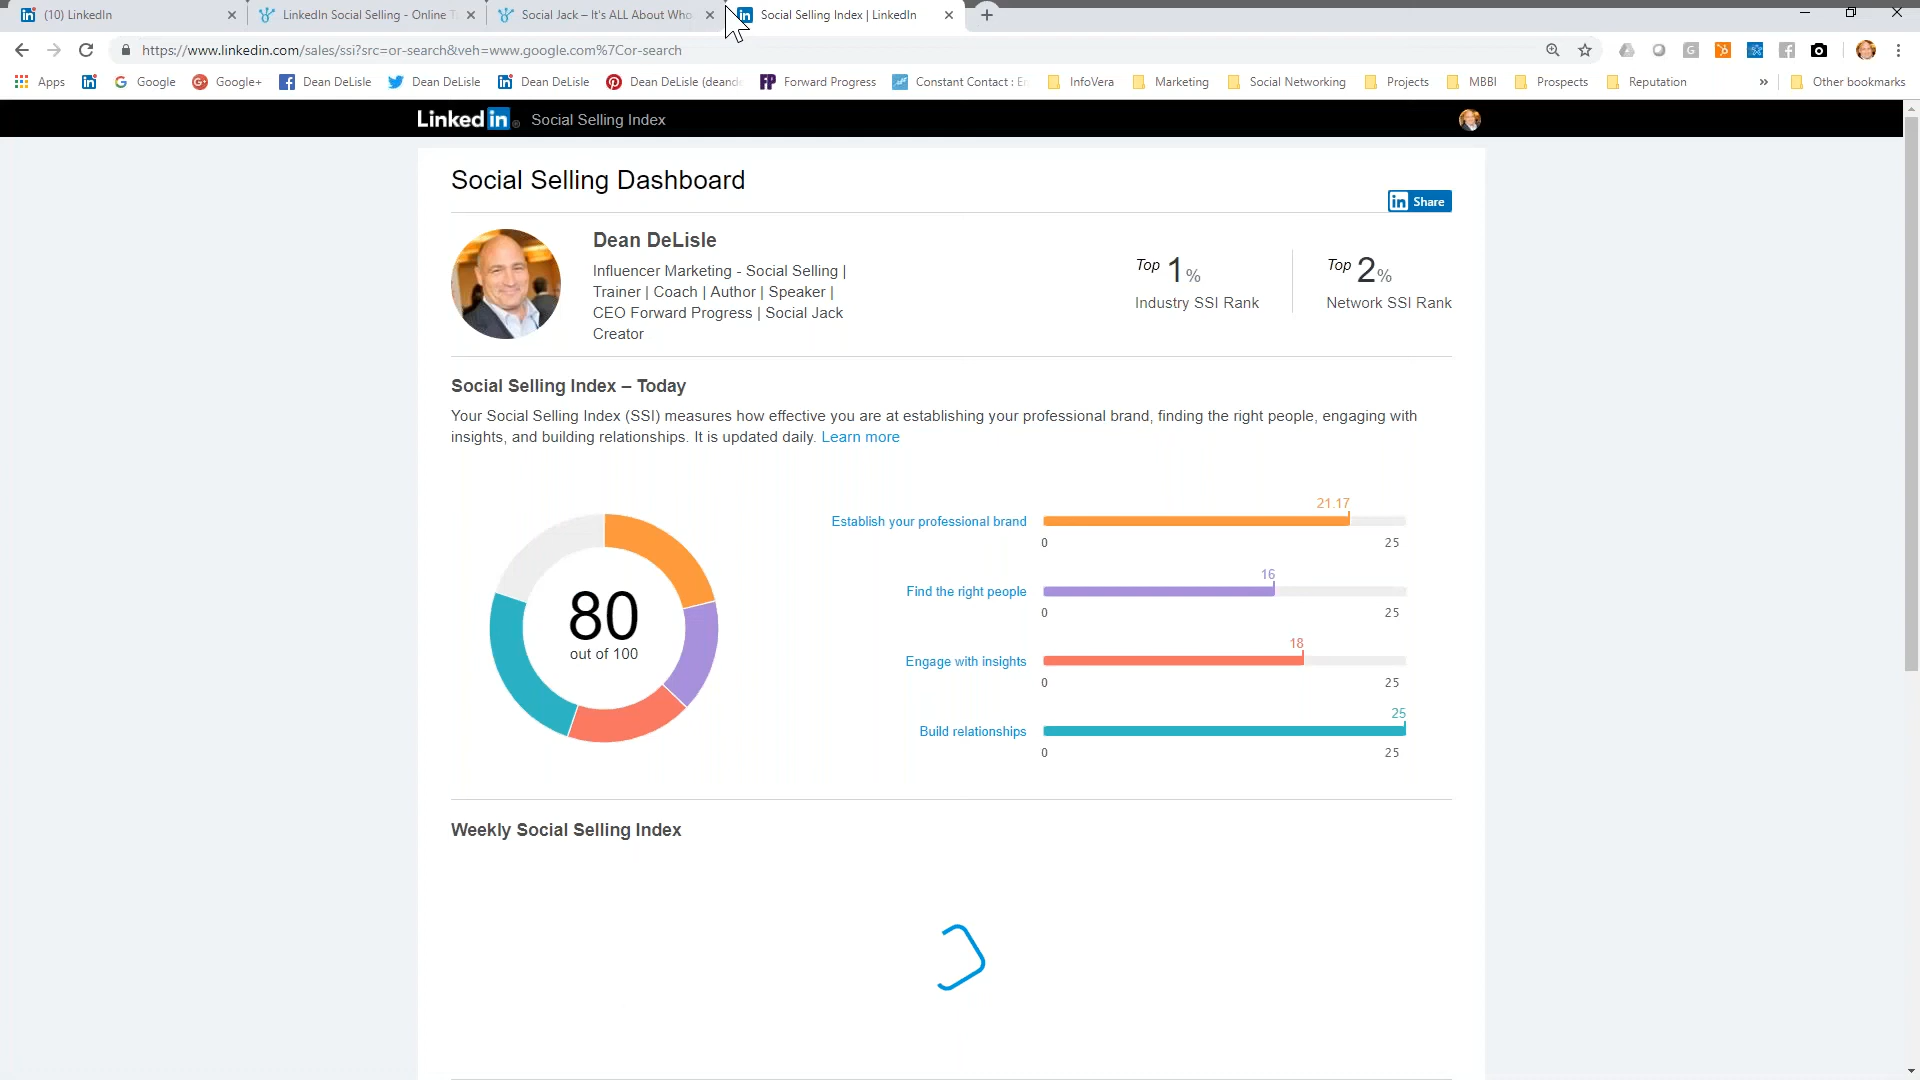 (10) LinkedIn
LinkedIn Social Selling - Online T
Social Jack – It's ALL About Who
Social Selling Index | LinkedIn
https://www.linkedin.com/sales/ssi?src=or-search&veh=www.google.com%7Cor-search
Apps
Google
Google+
Dean DeLisle
Dean DeLisle
Dean DeLisle
Dean DeLisle (deande
Forward Progress
Constant Contact : E
InfoVera
Marketing
Social Networking
Projects
MBBI
Prospects
Reputation
»
Other bookmarks
LinkedIn Social Selling Index
Social Selling Dashboard
in Share
Dean DeLisle
Influencer Marketing - Social Selling |
Trainer | Coach | Author | Speaker |
CEO Forward Progress | Social Jack
Creator
Top 1%
Industry SSI Rank
Top 2%
Network SSI Rank
Social Selling Index – Today
Your Social Selling Index (SSI) measures how effective you are at establishing your professional brand, finding the right people, engaging with
insights, and building relationships. It is updated daily. Learn more
80
out of 100
21.17
Establish your professional brand
0 25
16
Find the right people
0 25
18
Engage with insights
0 25
25
Build relationships
0 25
Weekly Social Selling Index